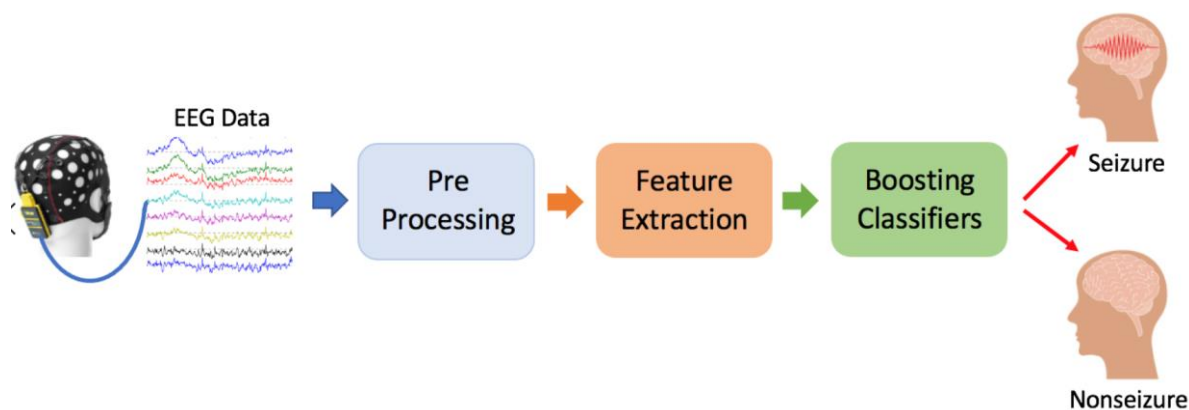 EEG Data
Pre
Processing
Feature
Extraction
Boosting
Classifiers
Seizure
Nonseizure